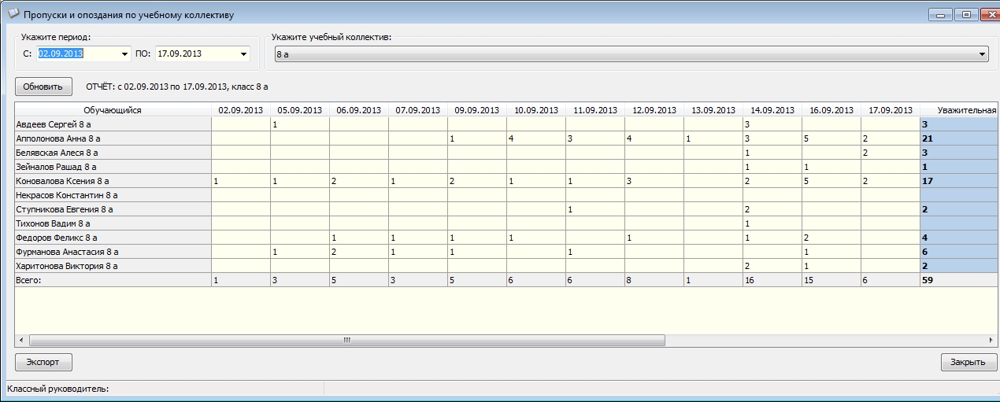 Пропуски и опоздания по учебному коллективу
Укажите период: Укажите учебный коллектив:
С: 02.09.2013 ПО: 17.09.2013 8 а
Обновить ОТЧЁТ: с 02.09.2013 по 17.09.2013, класс 8 а
Обучающийся 02.09.2013 05.09.2013 06.09.2013 07.09.2013 09.09.2013 10.09.2013 11.09.2013 12.09.2013 13.09.2013 14.09.2013 16.09.2013 17.09.2013 Уважительная
Авдеев Сергей 8 а 1 3 3
Апполонова Анна 8 а 1 4 3 4 1 3 5 2 21
Белявская Алеся 8 а 1 2 3
Зейналов Рашад 8 а 1 1 1
Коновалова Ксения 8 а 1 1 2 1 2 1 1 3 2 5 2 17
Некрасов Константин 8 а
Ступникова Евгения 8 а 1 2 2
Тихонов Вадим 8 а 1
Федоров Феликс 8 а 1 1 1 1 1 1 2 4
Фурманова Анастасия 8 а 1 2 1 1 1 1 6
Харитонова Виктория 8 а 2 1 2
Всего: 1 3 5 3 5 6 6 8 1 16 15 6 59
Экспорт Закрыть
Классный руководитель: